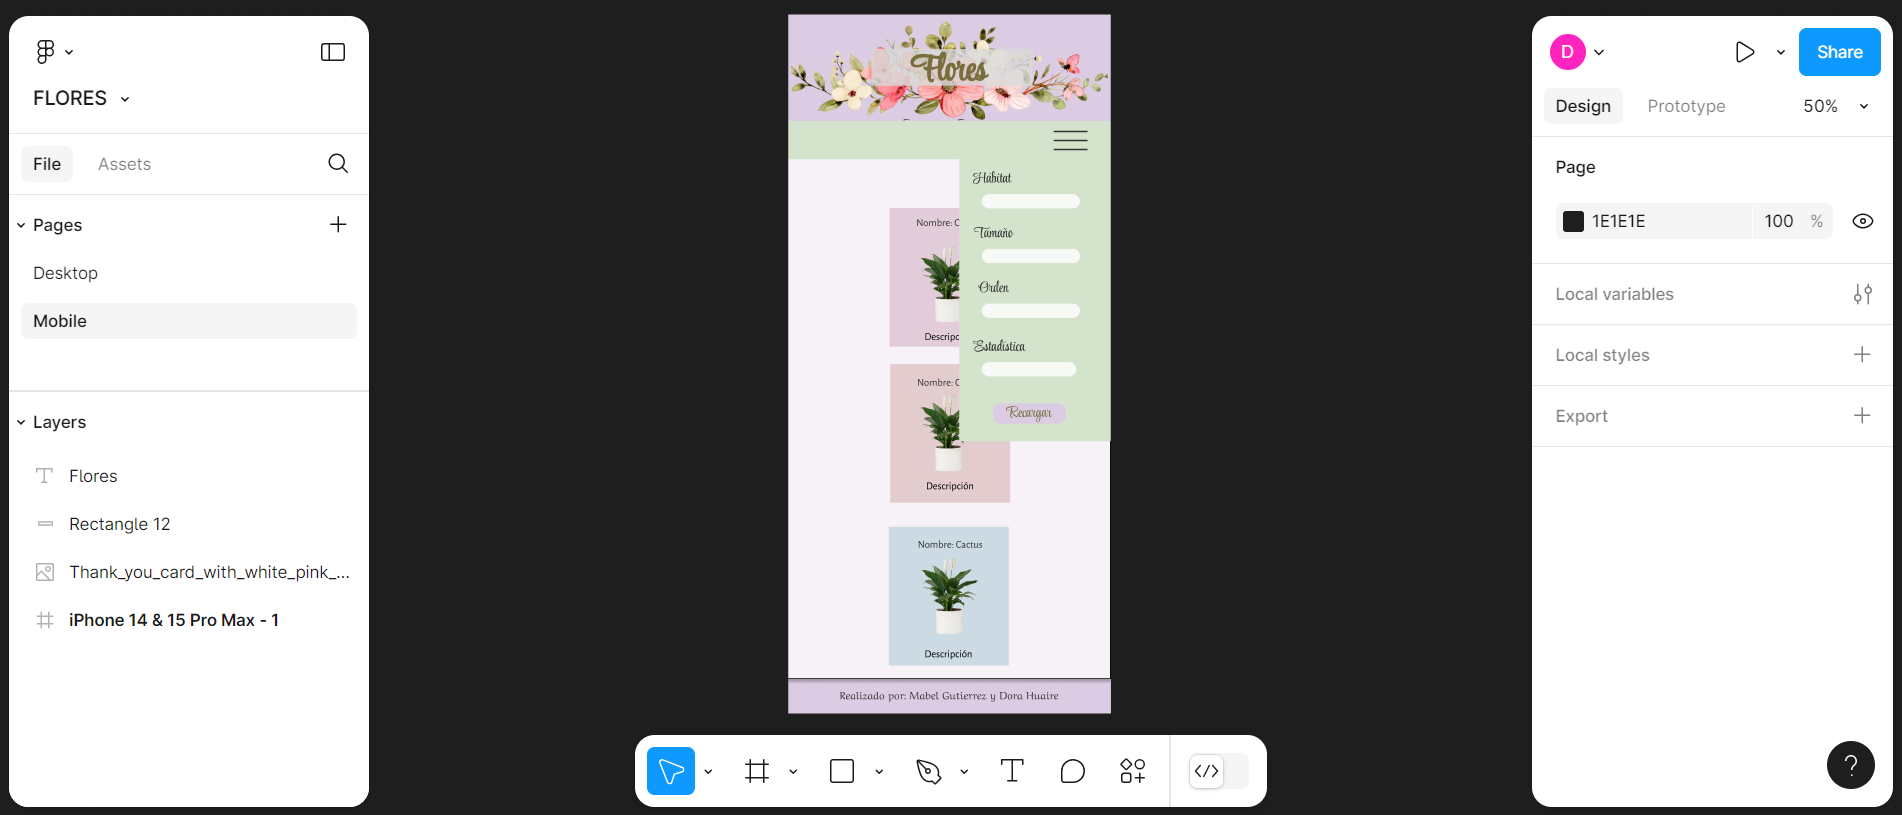 FLORES
File
Assets
Pages
Desktop
Mobile
Layers
Flores
Rectangle 12
Thank_you_card_with_white_pink_...
iPhone 14 & 15 Pro Max - 1
Flores
Hábitat
Tamaño
Orden
Estadística
Recargar
Nombre: C
Descripc
Nombre: C
Descripción
Nombre: Cactus
Descripción
Realizado por: Mabel Gutierrez y Dora Huaire
D
Share
Design
Prototype
50%
Page
1E1E1E
100
%
Local variables
Local styles
Export
?